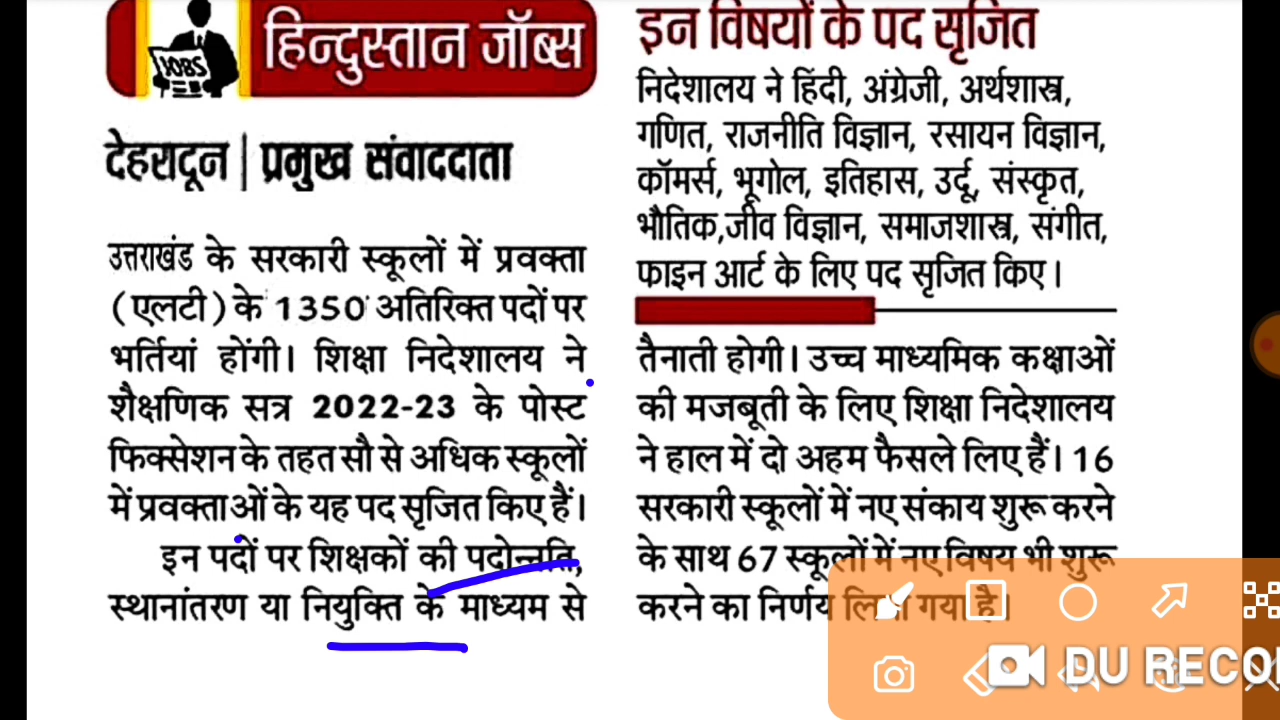 JOBS
हिन्दुस्तान जॉब्स
देहरादून | प्रमुख संवाददाता
उत्तराखंड के सरकारी स्कूलों में प्रवक्ता
(एलटी) के 1350 अतिरिक्त पदों पर
भर्तियां होंगी। शिक्षा निदेशालय ने
शैक्षणिक सत्र 2022-23 के पोस्ट
फिक्सेशन के तहत सौ से अधिक स्कूलों
में प्रवक्ताओं के यह पद सृजित किए हैं।
इन पदों पर शिक्षकों की पदोन्नति,
स्थानांतरण या नियुक्ति के माध्यम से
इन विषयों के पद सृजित
निदेशालय ने हिंदी, अंग्रेजी, अर्थशास्त्र,
गणित, राजनीति विज्ञान, रसायन विज्ञान,
कॉमर्स, भूगोल, इतिहास, उर्दू, संस्कृत,
भौतिक,जीव विज्ञान, समाजशास्त्र, संगीत,
फाइन आर्ट के लिए पद सृजित किए।
तैनाती होगी। उच्च माध्यमिक कक्षाओं
की मजबूती के लिए शिक्षा निदेशालय
ने हाल में दो अहम फैसले लिए हैं। 16
सरकारी स्कूलों में नए संकाय शुरू करने
के साथ 67 स्कूलों में नए विषय भी शुरू
करने का निर्णय लिया गया है।
DU RECO